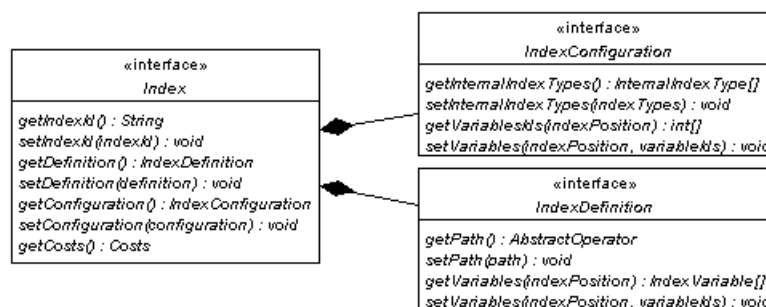 «interface»
Index
getIndexId() : String
setIndexId(indexId) : void
getDefinition() : IndexDefinition
setDefinition(definition) : void
getConfiguration() : IndexConfiguration
setConfiguration(configuration) : void
getCosts() : Costs
«interface»
IndexConfiguration
getInternalIndexTypes() : InternalIndexType[]
setInternalIndexTypes(indexTypes) : void
getVariablesIds(indexPosition) : int[]
setVariables(indexPosition, variableIds) : void
«interface»
IndexDefinition
getPath() : AbstractOperator
setPath(path) : void
getVariables(indexPosition) : IndexVariable[]
setVariables(indexPosition, variableIds) : void